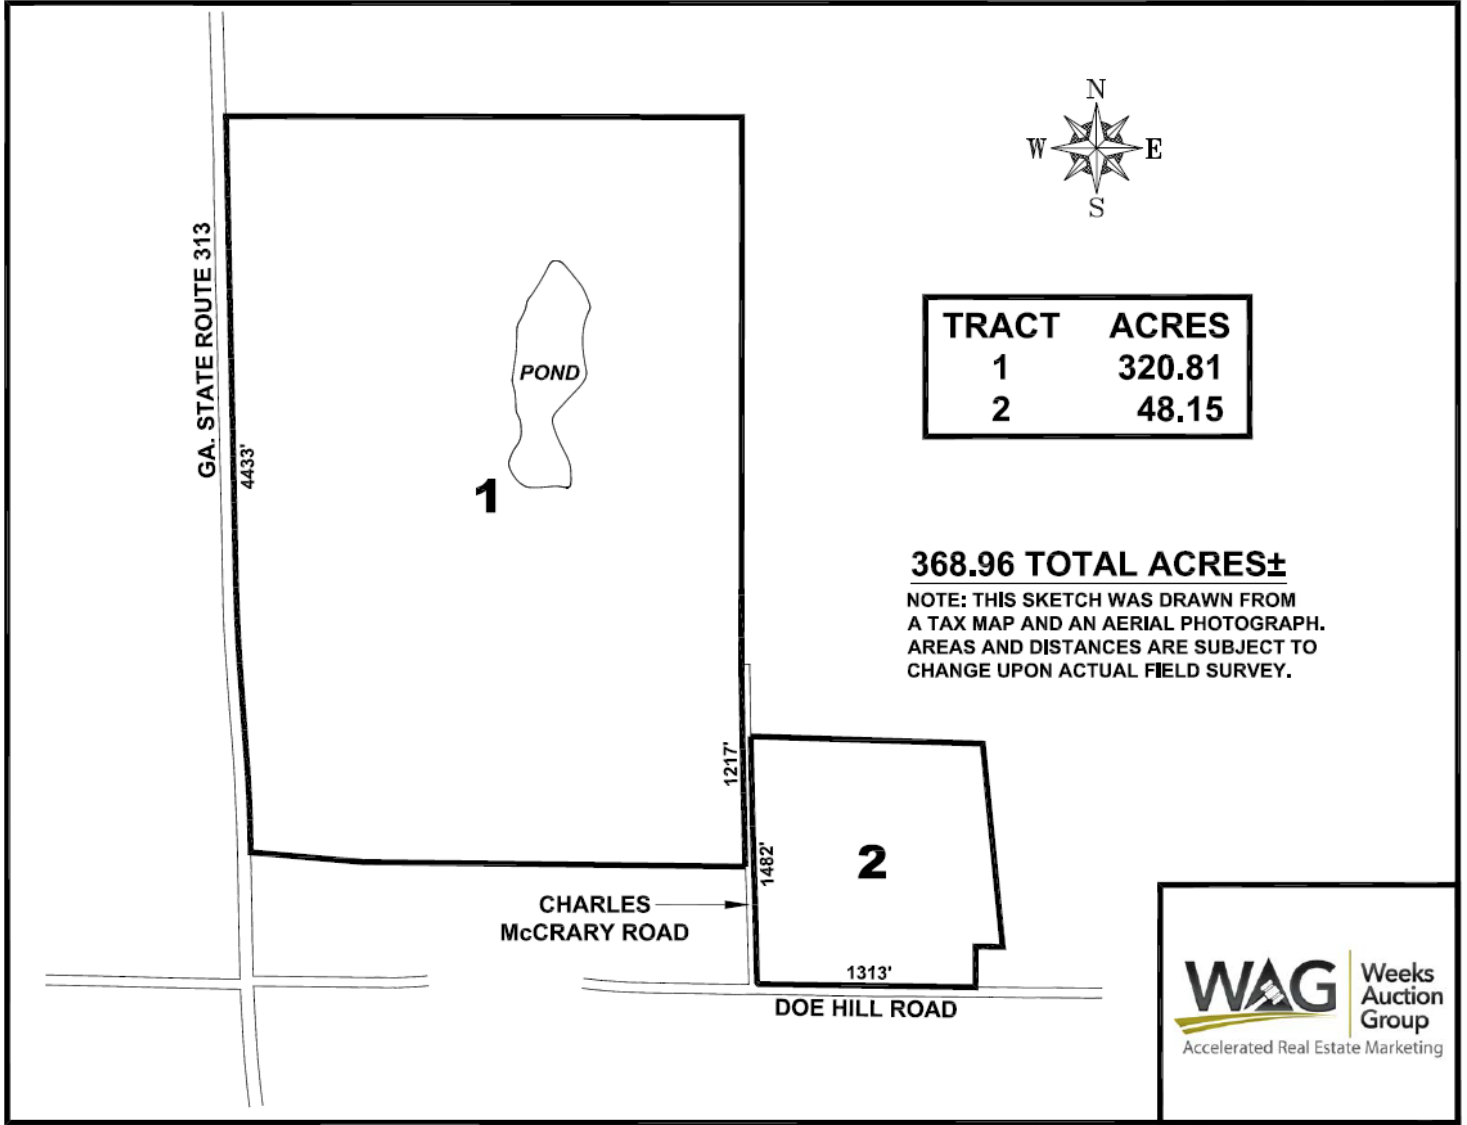 N
W E
S
GA. STATE ROUTE 313
4433'
POND
1
TRACT ACRES
1 320.81
2 48.15
368.96 TOTAL ACRES±
NOTE: THIS SKETCH WAS DRAWN FROM
A TAX MAP AND AN AERIAL PHOTOGRAPH.
AREAS AND DISTANCES ARE SUBJECT TO
CHANGE UPON ACTUAL FIELD SURVEY.
1217'
1482'
2
CHARLES
McCRARY ROAD
1313'
DOE HILL ROAD
WAG
Weeks
Auction
Group
Accelerated Real Estate Marketing